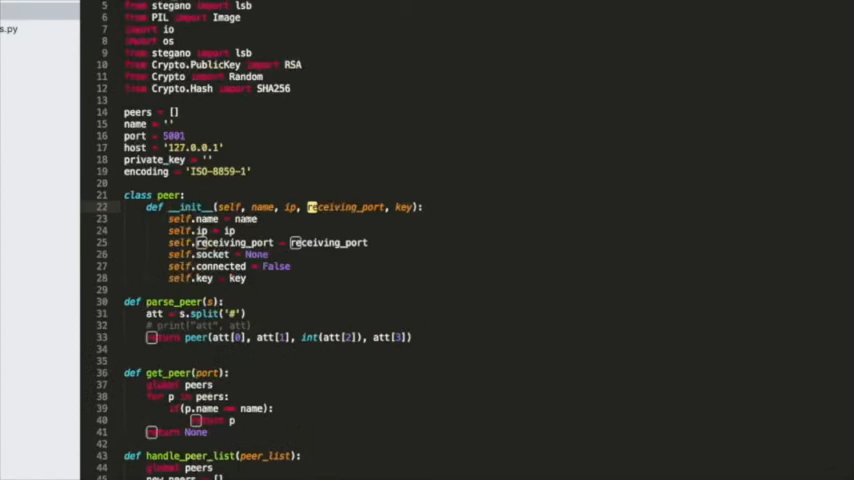 s.py
5 from stegano import lsb
6 from PIL import Image
7 import io
8 import os
9 from stegano import lsb
10 from Crypto.PublicKey import RSA
11 from Crypto import Random
12 from Crypto.Hash import SHA256
13
14 peers = []
15 name = ''
16 port = 5001
17 host = '127.0.0.1'
18 private_key = ''
19 encoding = 'ISO-8859-1'
20
21 class peer:
22 def __init__(self, name, ip, receiving_port, key):
23 self.name = name
24 self.ip = ip
25 self.receiving_port = receiving_port
26 self.socket = None
27 self.connected = False
28 self.key = key
29
30 def parse_peer(s):
31 att = s.split('#')
32 # print("att", att)
33 return peer(att[0], att[1], int(att[2]), att[3])
34
35
36 def get_peer(port):
37 global peers
38 for p in peers:
39 if(p.name == name):
40 return p
41 return None
42
43 def handle_peer_list(peer_list):
44 global peers
45 new_peers = []